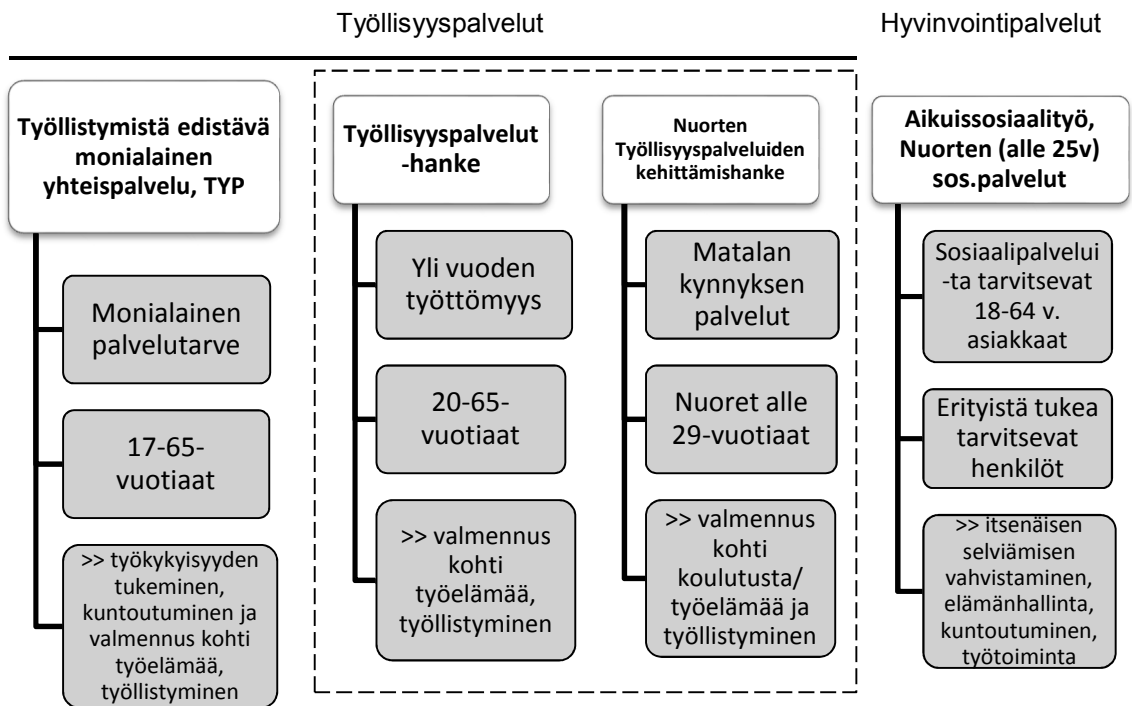 Työllisyyspalvelut
Hyvinvointipalvelut
Työllistymistä edistävä
monialainen
yhteispalvelu, TYP
Monialainen
palvelutarve
17-65-
vuotiaat
>> työkykyisyyden
tukeminen,
kuntoutuminen ja
valmennus kohti
työelämää,
työllistyminen
Työllisyyspalvelut
-hanke
Yli vuoden
työttömyys
20-65-
vuotiaat
>> valmennus
kohti
työelämää,
työllistyminen
Nuorten
Työllisyyspalveluiden
kehittämishanke
Matalan
kynnyksen
palvelut
Nuoret alle
29-vuotiaat
>> valmennus
kohti
koulutusta/
työelämää ja
työllistyminen
Aikuissosiaalityö,
Nuorten (alle 25v)
sos.palvelut
Sosiaalipalvelui
-ta tarvitsevat
18-64 v.
asiakkaat
Erityistä tukea
tarvitsevat
henkilöt
>> itsenäisen
selviämisen
vahvistaminen,
elämänhallinta,
kuntoutuminen,
työtoiminta